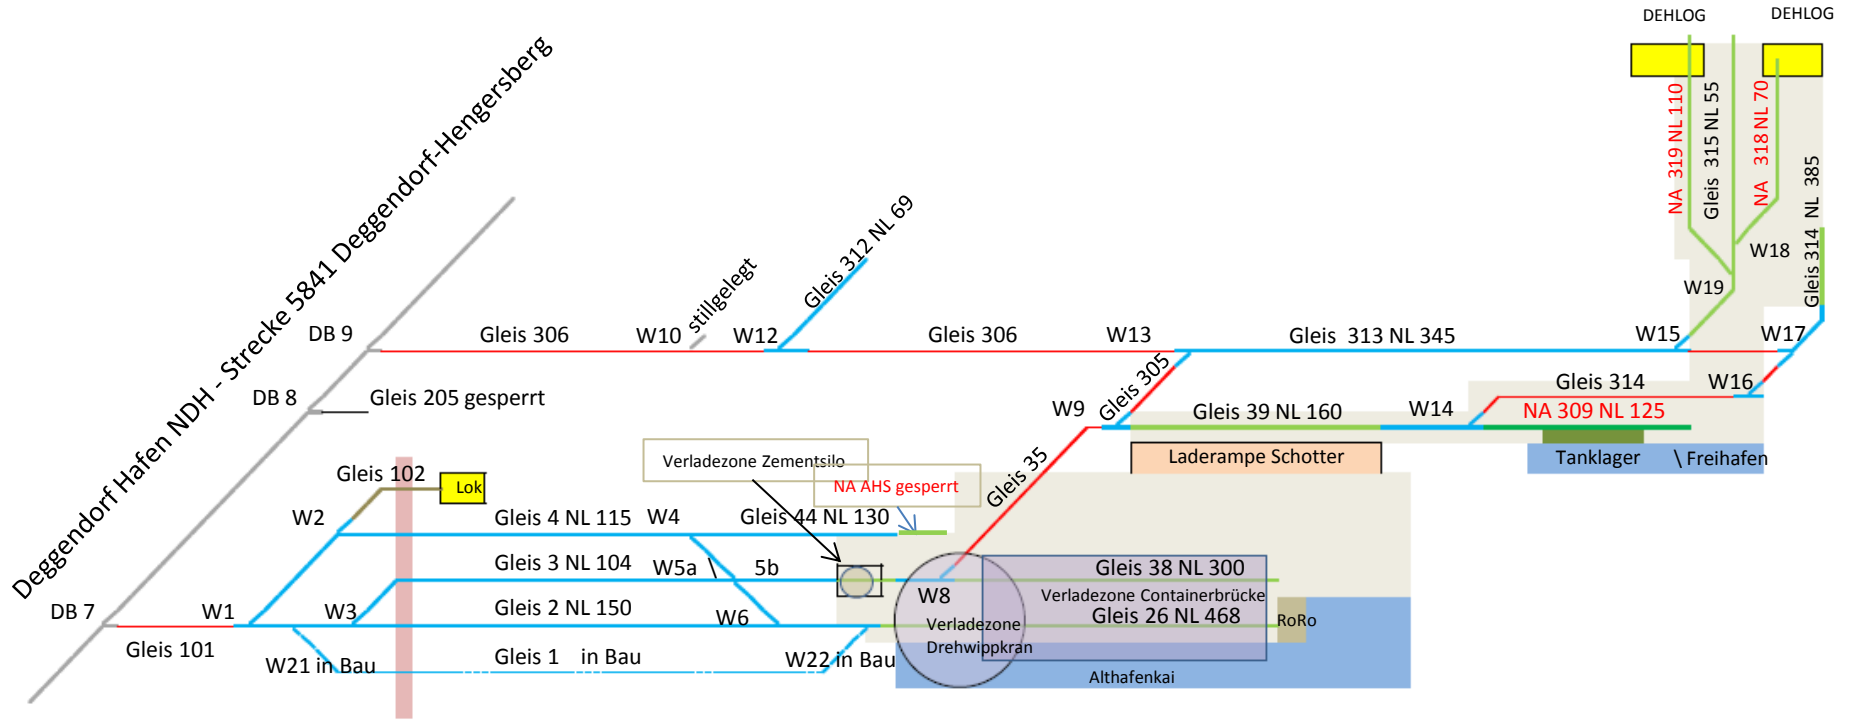 DEHLOG
DEHLOG
Deggendorf Hafen NDH - Strecke 5841 Deggendorf-Hengersberg
NA 319 NL 110
Gleis 315 NL 55
NA 318 NL 70
Gleis 314 NL 385
W18
W19
Gleis 312 NL 69
stillgelegt
DB 9
Gleis 306
W10
W12
Gleis 306
W13
Gleis 313 NL 345
W15
W17
DB 8
Gleis 205 gesperrt
Gleis 305
W9
Gleis 39 NL 160
W14
Gleis 314
W16
NA 309 NL 125
Laderampe Schotter
Tanklager
\ Freihafen
Verladezone Zementsilo
NA AHS gesperrt
Gleis 35
Gleis 102
Lok
W2
Gleis 4 NL 115
W4
Gleis 44 NL 130
Gleis 3 NL 104
W5a \
5b
Gleis 38 NL 300
W8
Verladezone Containerbrücke
DB 7
W1
W3
Gleis 2 NL 150
W6
Verladezone
Drehwippkran
Gleis 26 NL 468
RoRo
Gleis 101
W21 in Bau
Gleis 1 in Bau
W22 in Bau
Althafenkai